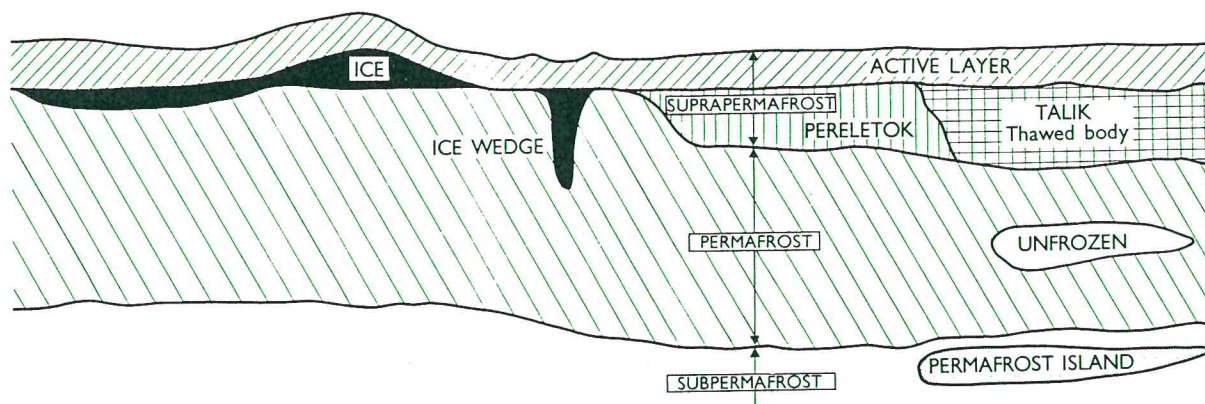 ICE
ACTIVE LAYER
SUPRAPERMAFROST
TALIK
Thawed body
PERELETOK
ICE WEDGE
PERMAFROST
UNFROZEN
PERMAFROST ISLAND
SUBPERMAFROST